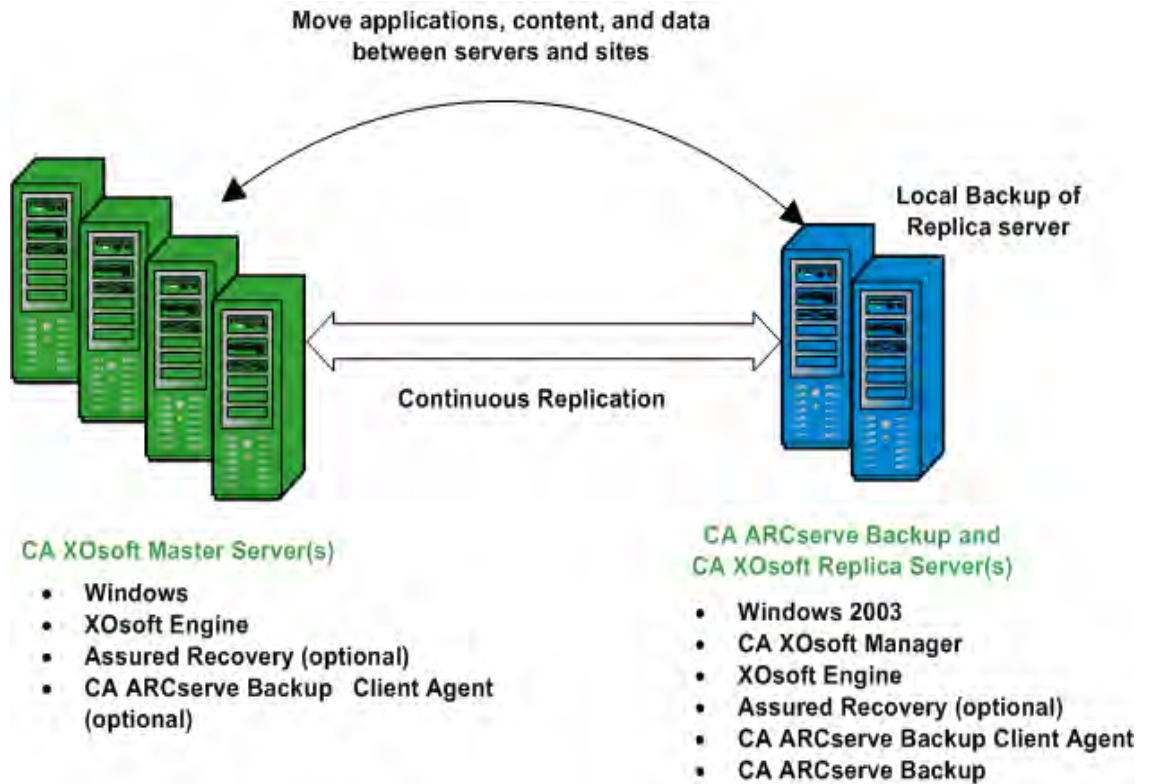 Move applications, content, and data
between servers and sites
Local Backup of
Replica server
Continuous Replication
CA XOsoft Master Server(s)
• Windows
• XOsoft Engine
• Assured Recovery (optional)
• CA ARCserve Backup Client Agent
(optional)
CA ARCserve Backup and
CA XOsoft Replica Server(s)
• Windows 2003
• CA XOsoft Manager
• XOsoft Engine
• Assured Recovery (optional)
• CA ARCserve Backup Client Agent
• CA ARCserve Backup